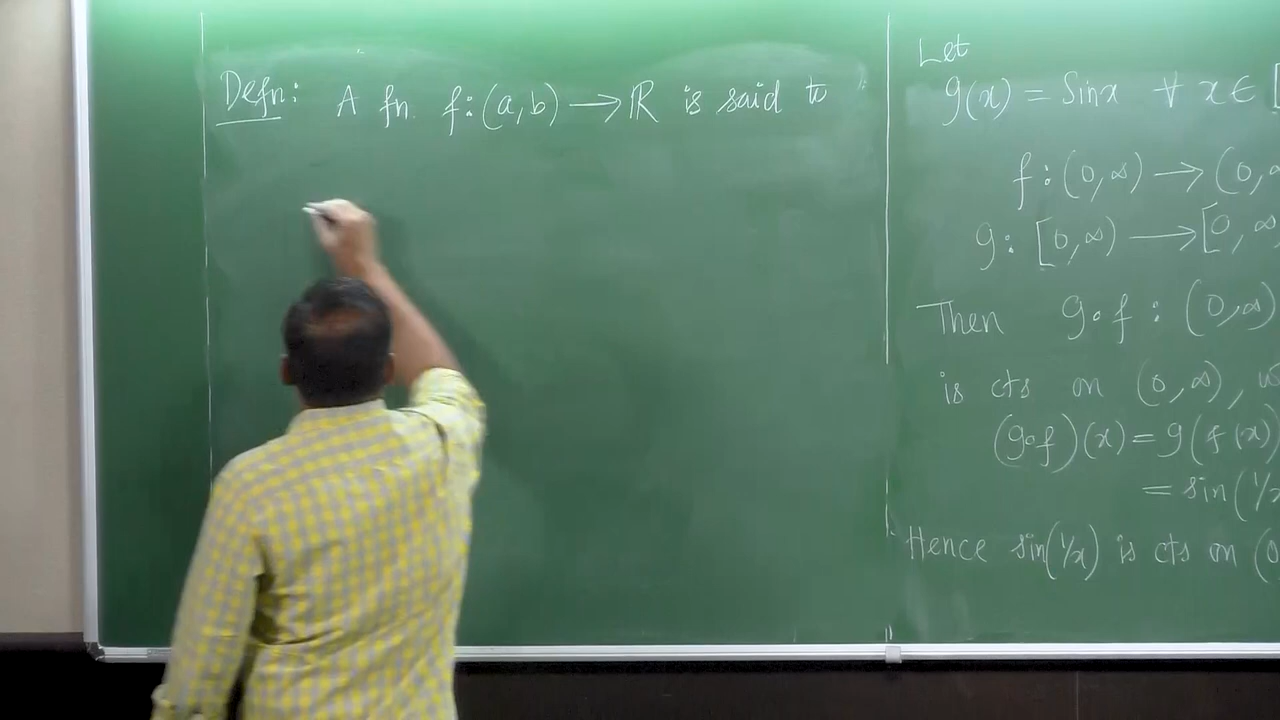 Defn: A fn. f:(a,b) ⟶ ℝ is said to
Let
g(x) = Sinx ∀ x ∈ [
f:(0,∞) ⟶ (0,∞
g: [0,∞) ⟶ [0,∞
Then g∘f : (0,∞)
is cts on (0,∞),
(g∘f)(x) = g(f(x)
= sin(1/x
Hence sin(1/x) is cts on (0